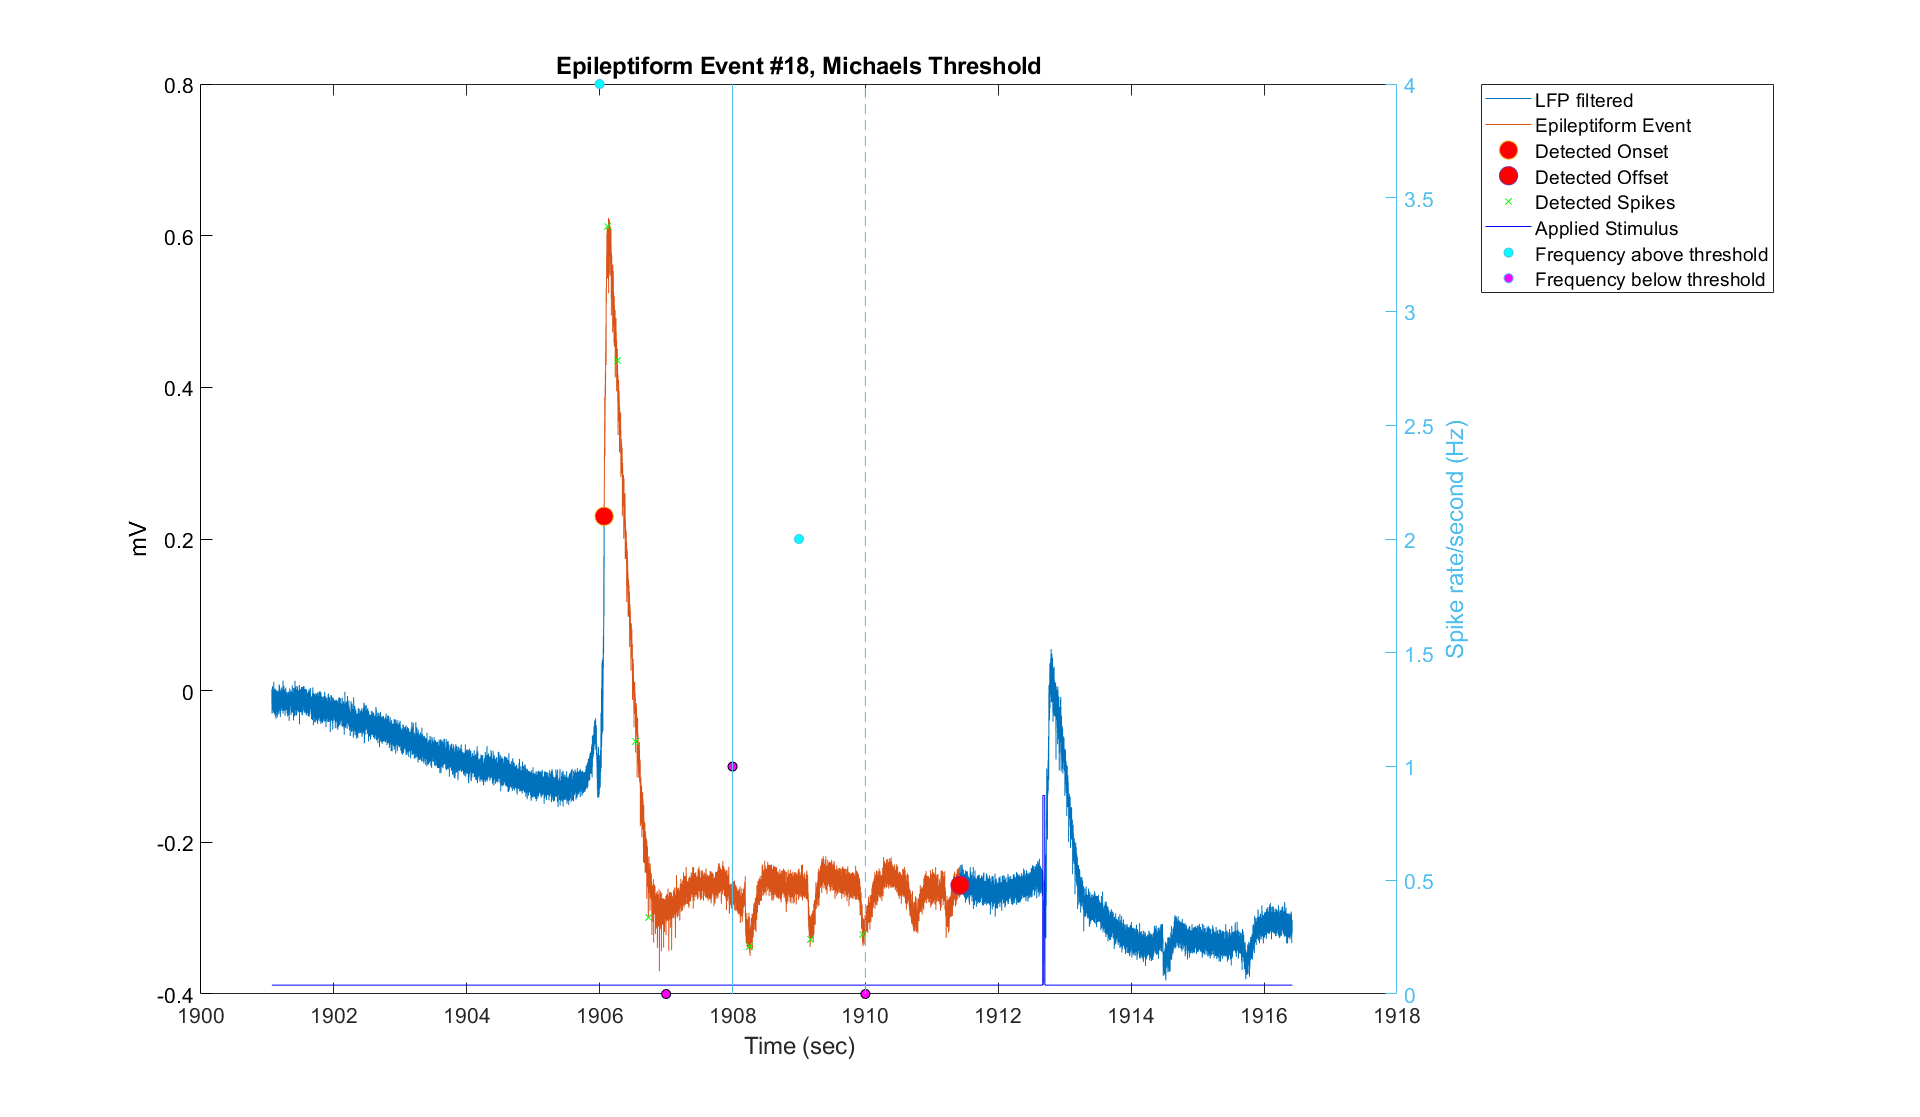 Epileptiform Event #18, Michaels Threshold
0.8
0.6
0.4
0.2
0
-0.2
-0.4
mV
4
3.5
3
2.5
2
1.5
1
0.5
0
Spike rate/second (Hz)
1900 1902 1904 1906 1908 1910 1912 1914 1916 1918
Time (sec)
LFP filtered
Epileptiform Event
Detected Onset
Detected Offset
Detected Spikes
Applied Stimulus
Frequency above threshold
Frequency below threshold